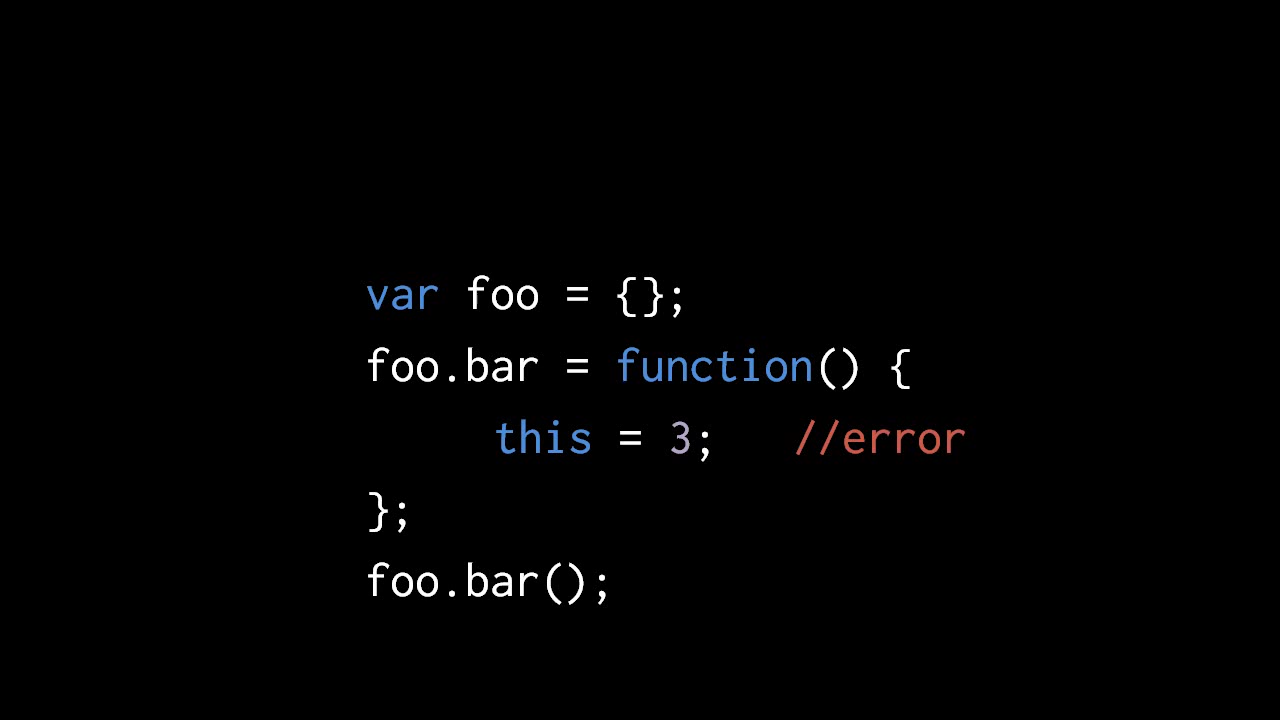 var foo = {};
foo.bar = function() {
this = 3; //error
};
foo.bar();